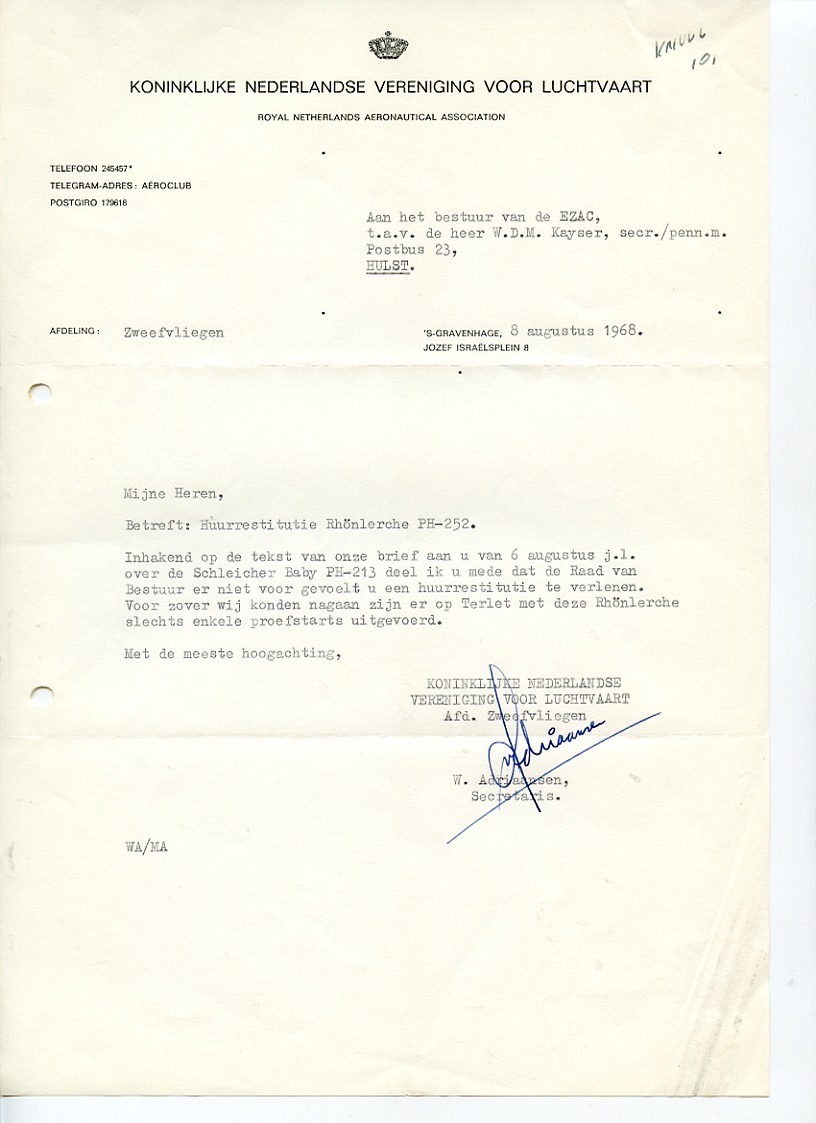 KNVVL
101
KONINKLIJKE NEDERLANDSE VERENIGING VOOR LUCHTVAART
ROYAL NETHERLANDS AERONAUTICAL ASSOCIATION
TELEFOON 245457*
TELEGRAM-ADRES: AÉROCLUB
POSTGIRO 179618
Aan het bestuur van de EZAC,
t.a.v. de heer W.D.M. Kayser, secr./penn.m.
Postbus 23,
HULST.
AFDELING: Zweefvliegen
'S-GRAVENHAGE, 8 augustus 1968.
JOZEF ISRAËLSPLEIN 8
Mijne Heren,
Betreft: Huurrestitutie Rhönlerche PH-252.
Inhakend op de tekst van onze brief aan u van 6 augustus j.l.
over de Schleicher Baby PH-213 deel ik u mede dat de Raad van
Bestuur er niet voor gevoelt u een huurrestitutie te verlenen.
Voor zover wij konden nagaan zijn er op Terlet met deze Rhönlerche
slechts enkele proefstarts uitgevoerd.
Met de meeste hoogachting,
KONINKLIJKE NEDERLANDSE
VERENIGING VOOR LUCHTVAART
Afd. Zweefvliegen
W. Adriaansen,
Secretaris.
WA/MA